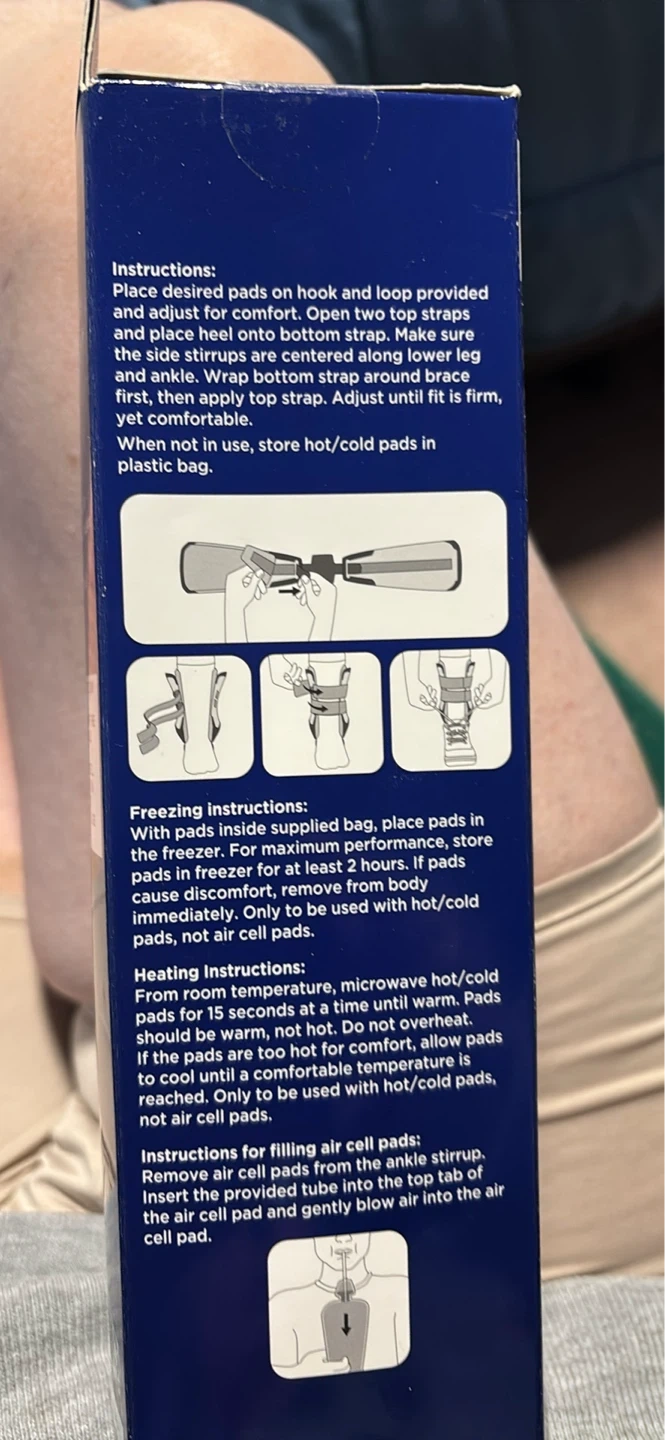 Instructions:
Place desired pads on hook and loop provided
and adjust for comfort. Open two top straps
and place heel onto bottom strap. Make sure
the side stirrups are centered along lower leg
and ankle. Wrap bottom strap around brace
first, then apply top strap. Adjust until fit is firm,
yet comfortable.
When not in use, store hot/cold pads in
plastic bag.
Freezing instructions:
With pads inside supplied bag, place pads in
the freezer. For maximum performance, store
pads in freezer for at least 2 hours. If pads
cause discomfort, remove from body
immediately. Only to be used with hot/cold
pads, not air cell pads.
Heating Instructions:
From room temperature, microwave hot/cold
pads for 15 seconds at a time until warm. Pads
should be warm, not hot. Do not overheat.
If the pads are too hot for comfort, allow pads
to cool until a comfortable temperature is
reached. Only to be used with hot/cold pads,
not air cell pads.
Instructions for filling air cell pads:
Remove air cell pads from the ankle stirrup.
Insert the provided tube into the top tab of
the air cell pad and gently blow air into the air
cell pad.